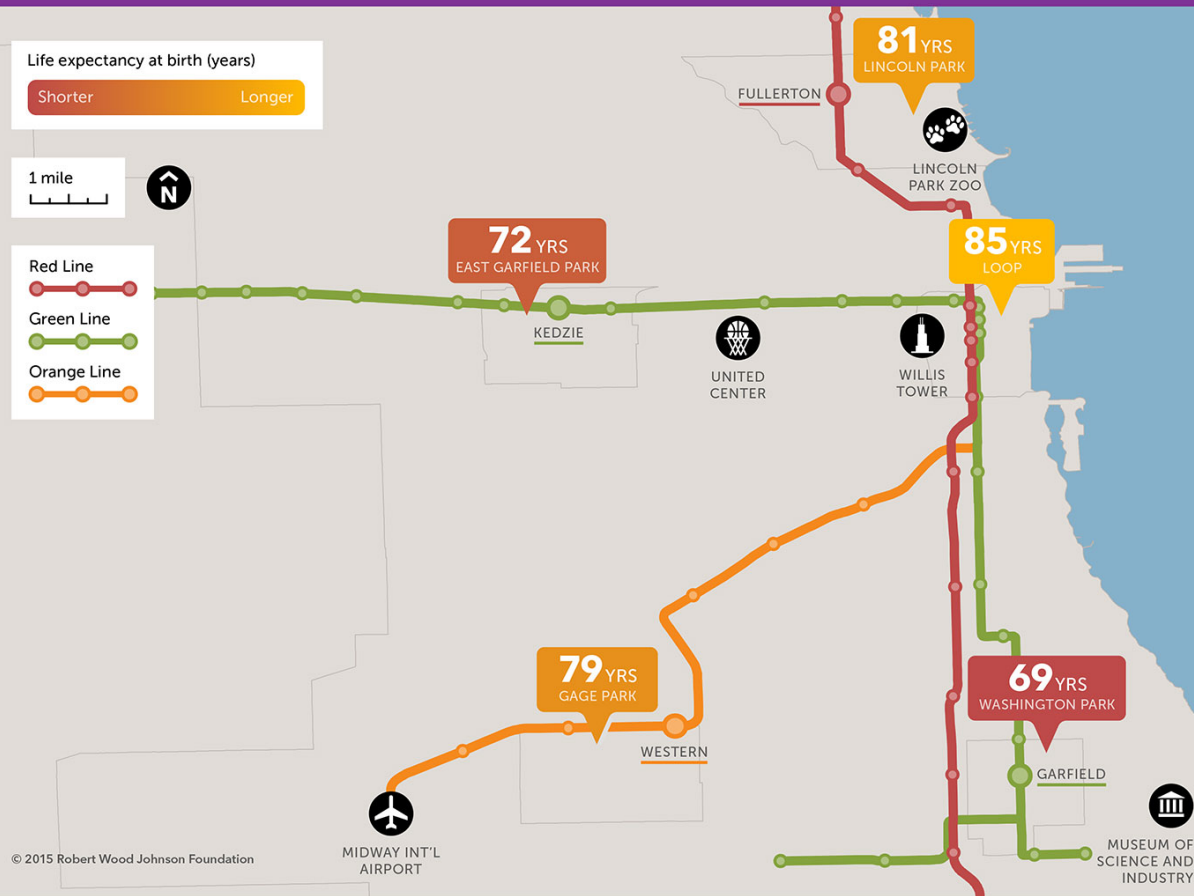 Life expectancy at birth (years)
Shorter
Longer
1 mile
N
Red Line
Green Line
Orange Line
81 YRS
LINCOLN PARK
FULLERTON
LINCOLN
PARK ZOO
72 YRS
EAST GARFIELD PARK
85 YRS
LOOP
KEDZIE
UNITED
CENTER
WILLIS
TOWER
79 YRS
GAGE PARK
WESTERN
69 YRS
WASHINGTON PARK
GARFIELD
MIDWAY INT'L
AIRPORT
MUSEUM OF
SCIENCE AND
INDUSTRY
© 2015 Robert Wood Johnson Foundation